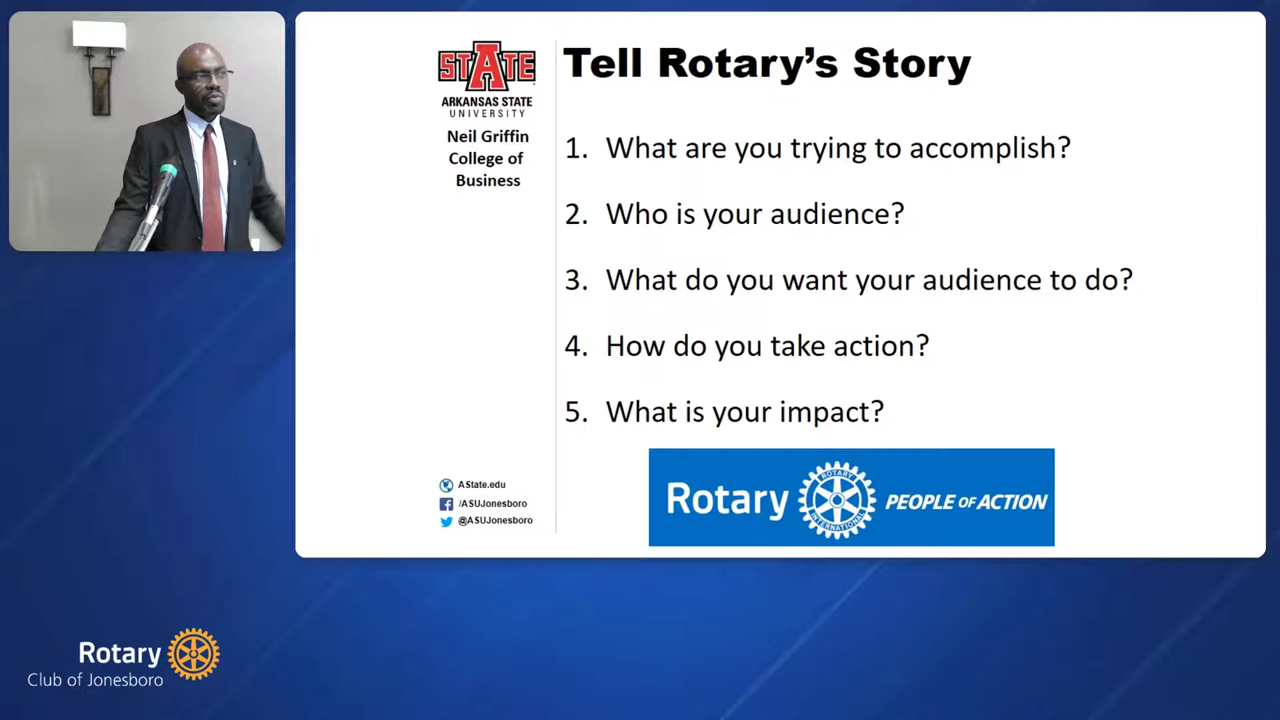 STATE
ARKANSAS STATE
UNIVERSITY
Neil Griffin
College of
Business
AState.edu
/ASUJonesboro
@ASUJonesboro
Tell Rotary’s Story
1. What are you trying to accomplish?
2. Who is your audience?
3. What do you want your audience to do?
4. How do you take action?
5. What is your impact?
Rotary
ROTARY
INTERNATIONAL
PEOPLE OF ACTION
Rotary
Club of Jonesboro